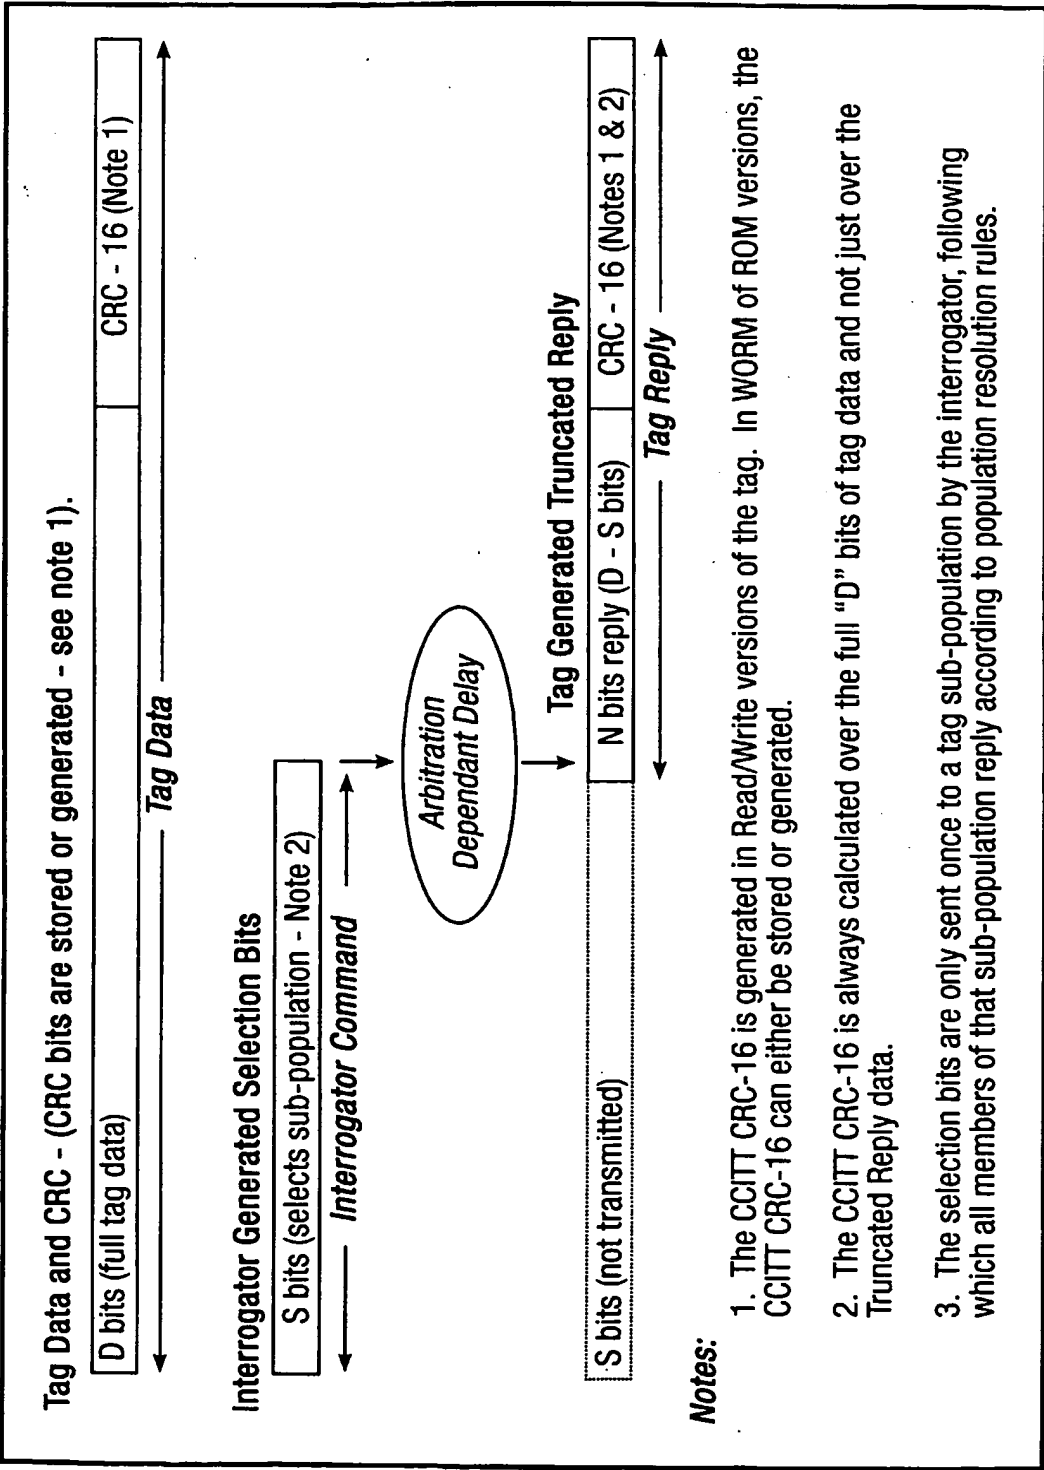 Tag Data and CRC - (CRC bits are stored or generated - see note 1).
D bits (full tag data)
CRC - 16 (Note 1)
Tag Data
Interrogator Generated Selection Bits
S bits (selects sub-population - Note 2)
Interrogator Command
Arbitration
Dependant Delay
Tag Generated Truncated Reply
S bits (not transmitted)
N bits reply (D - S bits)
CRC - 16 (Notes 1 & 2)
Tag Reply
Notes:
1. The CCITT CRC-16 is generated in Read/Write versions of the tag. In WORM of ROM versions, the
CCITT CRC-16 can either be stored or generated.
2. The CCITT CRC-16 is always calculated over the full "D" bits of tag data and not just over the
Truncated Reply data.
3. The selection bits are only sent once to a tag sub-population by the interrogator, following
which all members of that sub-population reply according to population resolution rules.